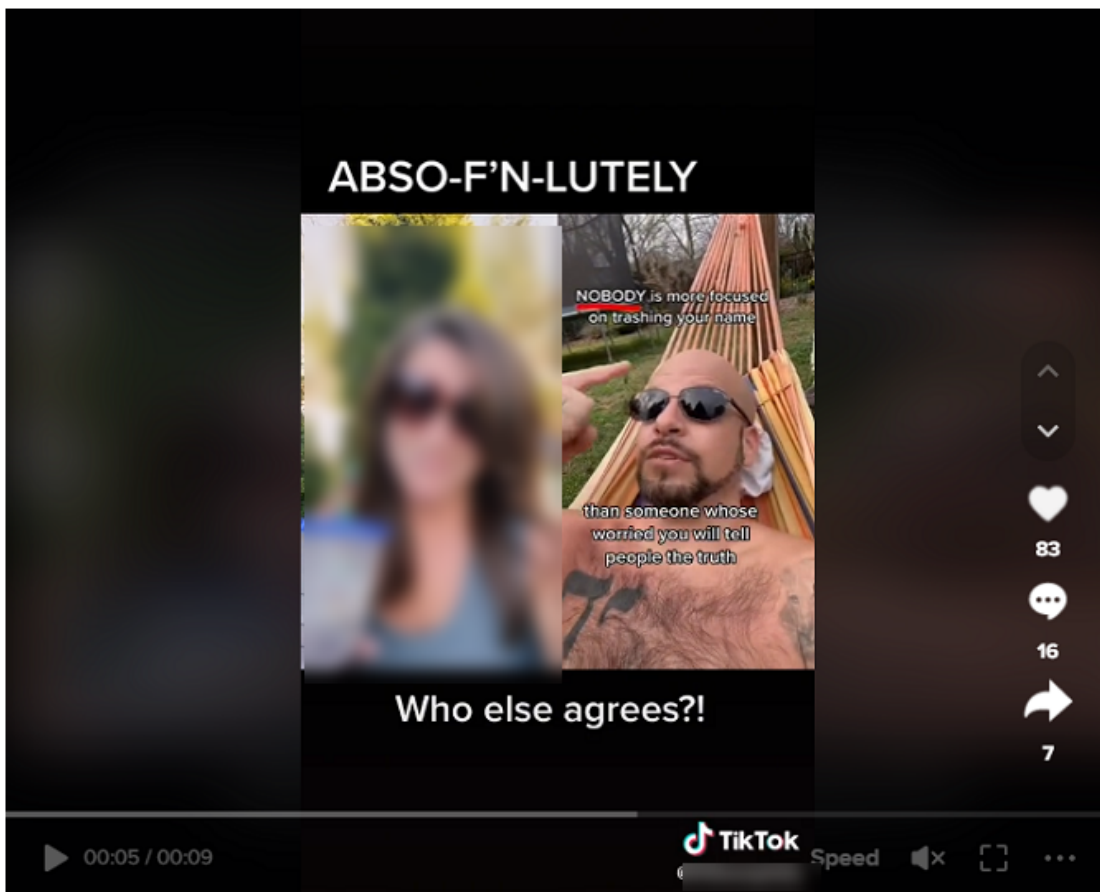 ABSO-F'N-LUTELY
NOBODY is more focused
on trashing your name
than someone whose
worried you will tell
people the truth
Who else agrees?!
83
16
7
TikTok
00:05 / 00:09
Speed